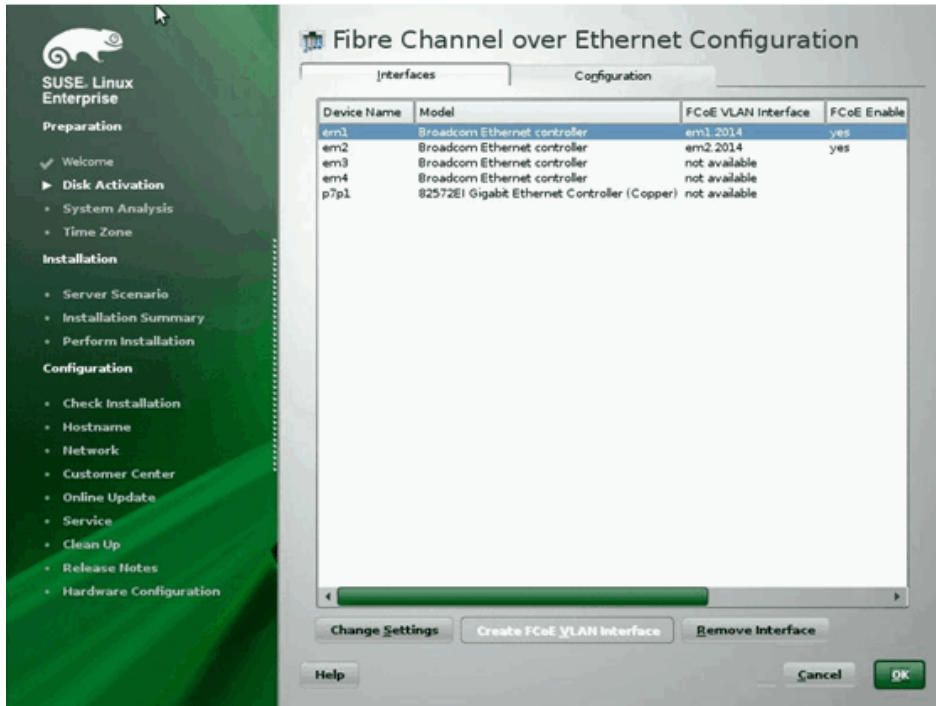 SUSE. Linux
Enterprise
Preparation
Welcome
Disk Activation
System Analysis
Time Zone
Installation
Server Scenario
Installation Summary
Perform Installation
Configuration
Check Installation
Hostname
Network
Customer Center
Online Update
Service
Clean Up
Release Notes
Hardware Configuration
Fibre Channel over Ethernet Configuration
Interfaces Configuration
Device Name Model FCoE VLAN Interface FCoE Enable
em1 Broadcom Ethernet controller em1.2014 yes
em2 Broadcom Ethernet controller em2.2014 yes
em3 Broadcom Ethernet controller not available
em4 Broadcom Ethernet controller not available
p7p1 82572EI Gigabit Ethernet Controller (Copper) not available
Change Settings Create FCoE VLAN Interface Remove Interface
Help Cancel OK